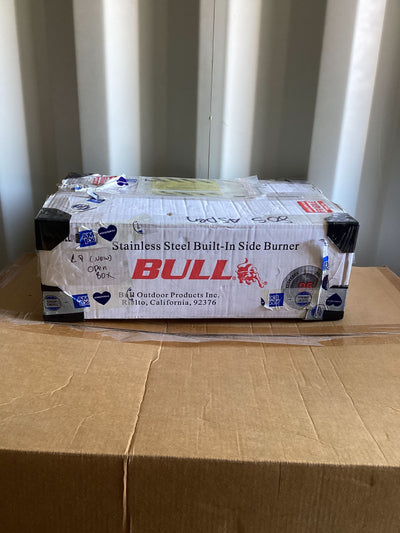 Stainless Steel Built-In Side Burner
BULL
Bull Outdoor Products Inc.
Rialto, California, 92376
(NEW)
Open
BOX